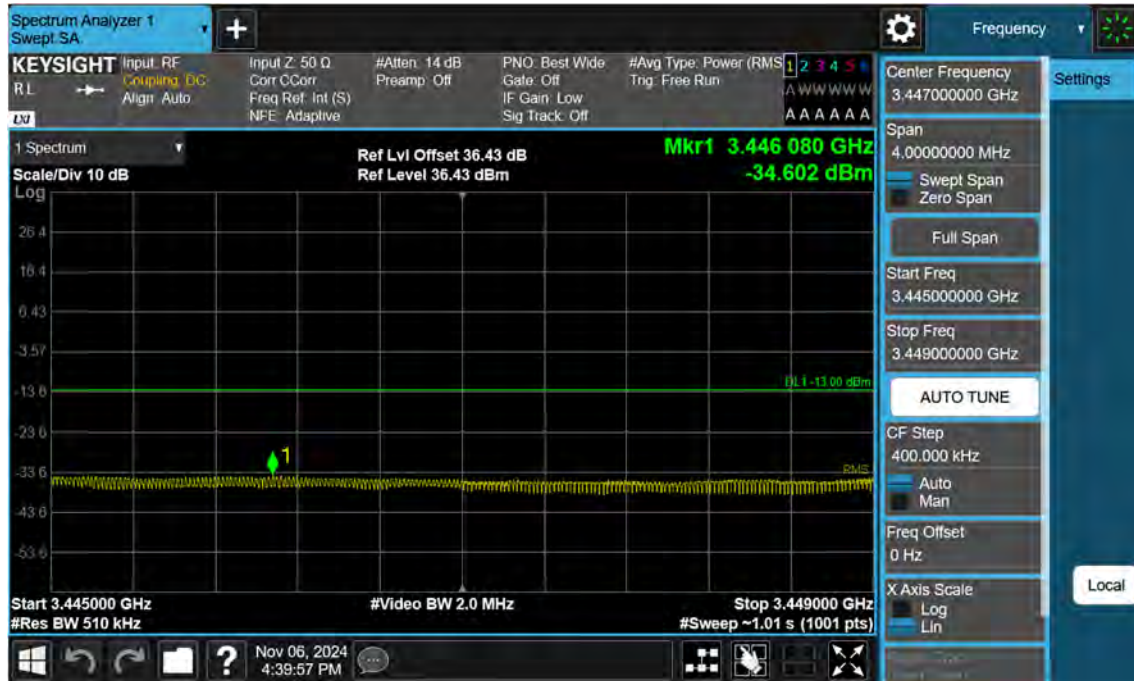 Spectrum Analyzer 1
Swept SA
+
Frequency
KEYSIGHT
RL
LXI
Input: RF
Coupling: DC
Align: Auto
Input Z: 50 Ω
Corr CCorr
Freq Ref: Int (S)
NFE: Adaptive
#Atten: 14 dB
Preamp: Off
PNO: Best Wide
Gate: Off
IF Gain: Low
Sig Track: Off
#Avg Type: Power (RMS
Trig: Free Run
1 2 3 4 5 6
A W W W W W
A A A A A A
Center Frequency
3.447000000 GHz
Settings
1 Spectrum
Scale/Div 10 dB
Ref Lvl Offset 36.43 dB
Ref Level 36.43 dBm
Mkr1 3.446 080 GHz
-34.602 dBm
Span
4.00000000 MHz
Swept Span
Zero Span
Full Span
Start Freq
3.445000000 GHz
Stop Freq
3.449000000 GHz
AUTO TUNE
CF Step
400.000 kHz
Auto
Man
Freq Offset
0 Hz
X Axis Scale
Log
Lin
Local
Log
26.4
16.4
6.43
-3.57
-13.6
-23.6
-33.6
-43.6
-53.6
DL1 -13.00 dBm
1
RMS
Start 3.445000 GHz
#Res BW 510 kHz
#Video BW 2.0 MHz
Stop 3.449000 GHz
#Sweep ~1.01 s (1001 pts)
?
Nov 06, 2024
4:39:57 PM